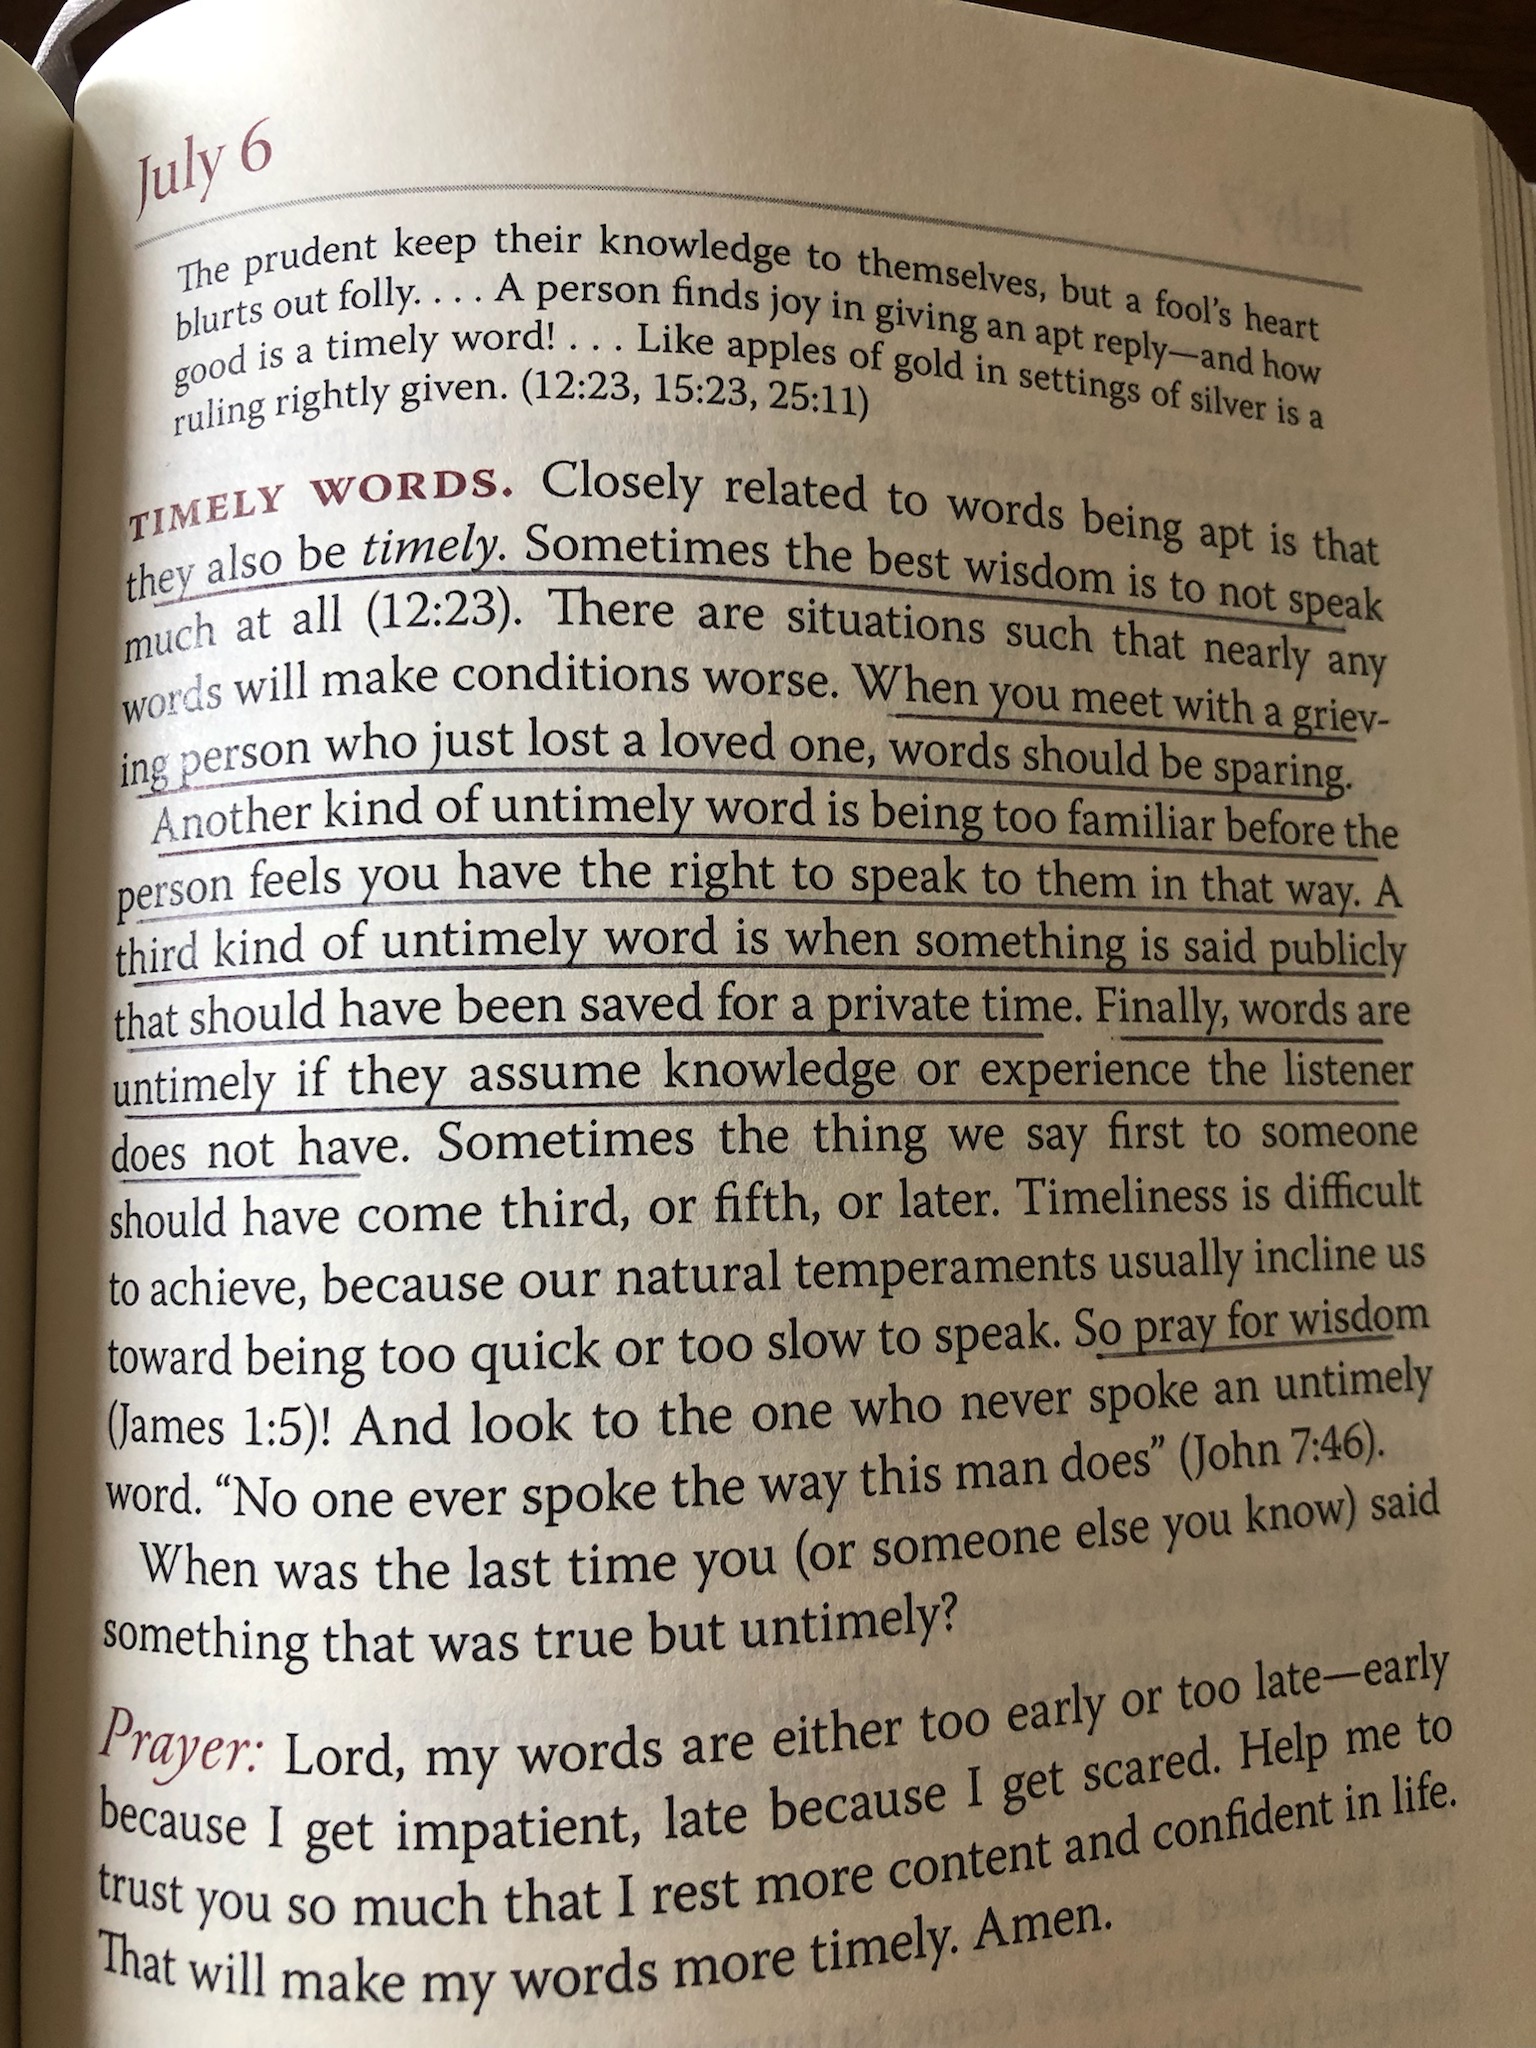 July 6
The prudent keep their knowledge to themselves, but a fool's heart
blurts out folly. . . . A person finds joy in giving an apt reply—and how
good is a timely word! . . . Like apples of gold in settings of silver is a
ruling rightly given. (12:23, 15:23, 25:11)
TIMELY WORDS. Closely related to words being apt is that
they also be timely. Sometimes the best wisdom is to not speak
much at all (12:23). There are situations such that nearly any
words will make conditions worse. When you meet with a griev-
ing person who just lost a loved one, words should be sparing.
Another kind of untimely word is being too familiar before the
person feels you have the right to speak to them in that way. A
third kind of untimely word is when something is said publicly
that should have been saved for a private time. Finally, words are
untimely if they assume knowledge or experience the listener
does not have. Sometimes the thing we say first to someone
should have come third, or fifth, or later. Timeliness is difficult
to achieve, because our natural temperaments usually incline us
toward being too quick or too slow to speak. So pray for wisdom
(James 1:5)! And look to the one who never spoke an untimely
word. “No one ever spoke the way this man does” (John 7:46).
When was the last time you (or someone else you know) said
something that was true but untimely?
Prayer: Lord, my words are either too early or too late—early
because I get impatient, late because I get scared. Help me to
trust you so much that I rest more content and confident in life.
That will make my words more timely. Amen.